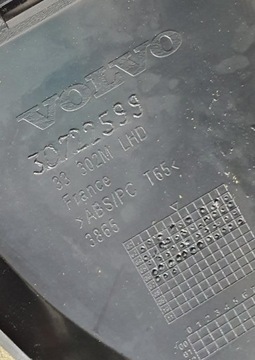 VOLVO
30722599
30 302M LHD
France
>ABS/PC T65<
3866